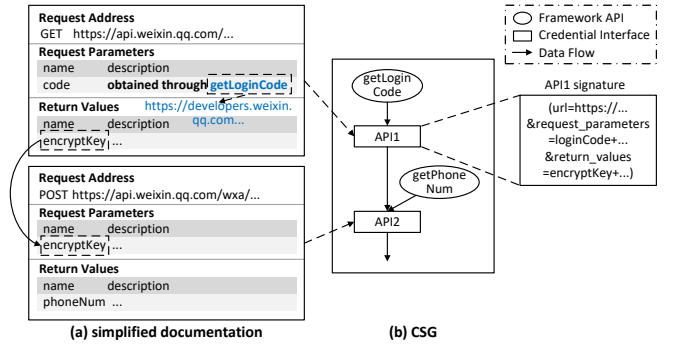 Request Address
GET https://api.weixin.qq.com/...
Request Parameters
name description
code obtained through getLoginCode
Return Values
https://developers.weixin.
qq.com...
name description
encryptKey ...
Request Address
POST https://api.weixin.qq.com/wxa/...
Request Parameters
name description
encryptKey ...
Return Values
name description
phoneNum ...
(a) simplified documentation
getLogin
Code
API1
getPhone
Num
API2
(b) CSG
Framework API
Credential Interface
Data Flow
API1 signature
(url=https://...
&request_parameters
=loginCode+...
&return_values
=encryptKey+...)